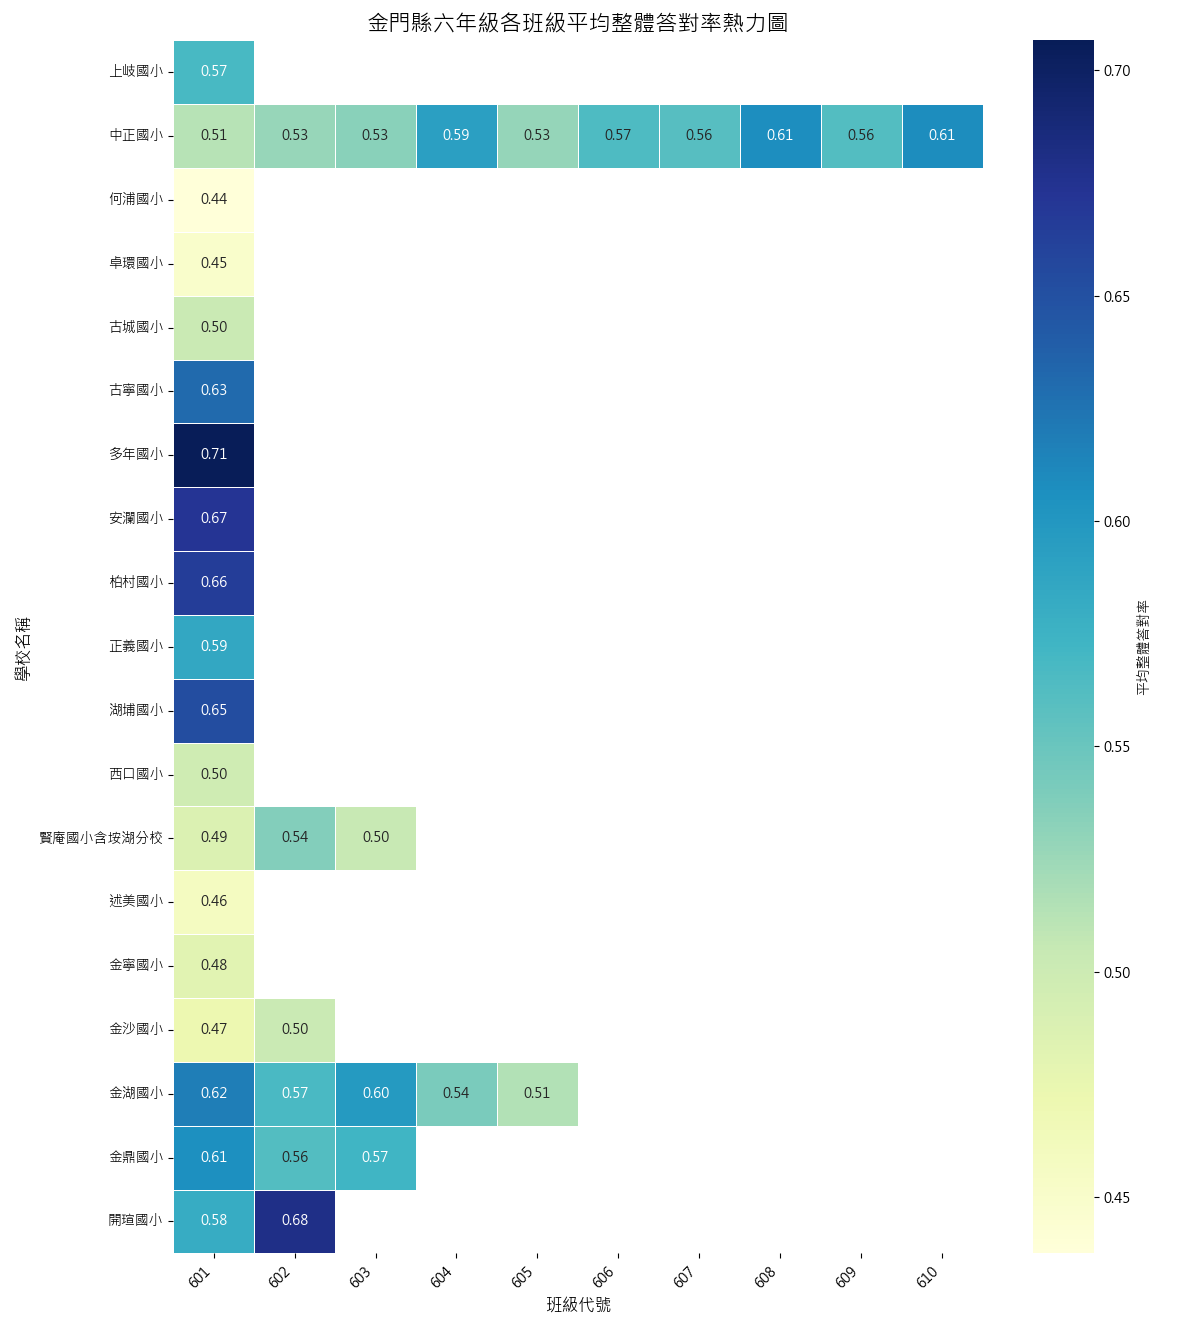 金門縣六年級各班級平均整體答對率熱力圖
學校名稱
上岐國小 0.57
中正國小 0.51 0.53 0.53 0.59 0.53 0.57 0.56 0.61 0.56 0.61
何浦國小 0.44
卓環國小 0.45
古城國小 0.50
古寧國小 0.63
多年國小 0.71
安瀾國小 0.67
柏村國小 0.66
正義國小 0.59
湖埔國小 0.65
西口國小 0.50
賢庵國小含垵湖分校 0.49 0.54 0.50
述美國小 0.46
金寧國小 0.48
金沙國小 0.47 0.50
金湖國小 0.62 0.57 0.60 0.54 0.51
金鼎國小 0.61 0.56 0.57
開瑄國小 0.58 0.68
601 602 603 604 605 606 607 608 609 610
班級代號
0.70
0.65
0.60
0.55
0.50
0.45
平均整體答對率